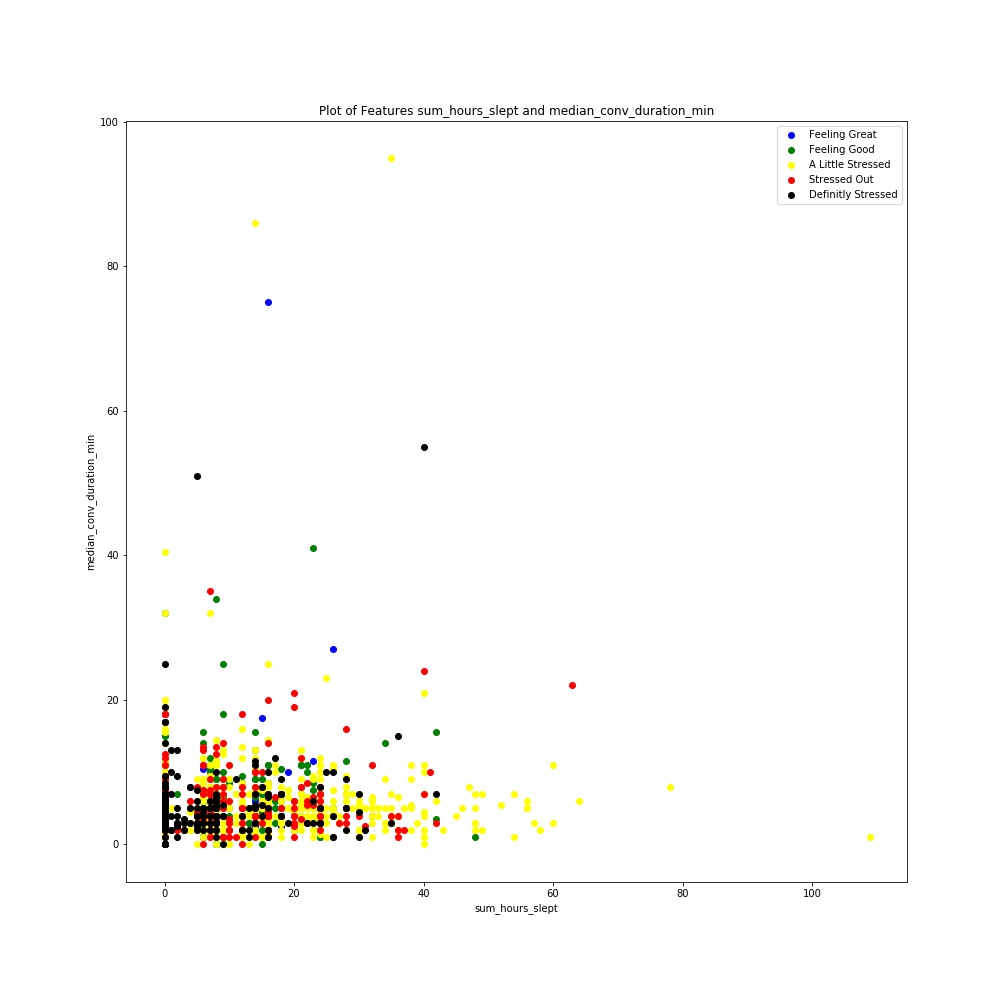 Plot of Features sum_hours_slept and median_conv_duration_min
Feeling Great
Feeling Good
A Little Stressed
Stressed Out
Definitly Stressed
100
80
60
40
20
0
median_conv_duration_min
0 20 40 60 80 100
sum_hours_slept